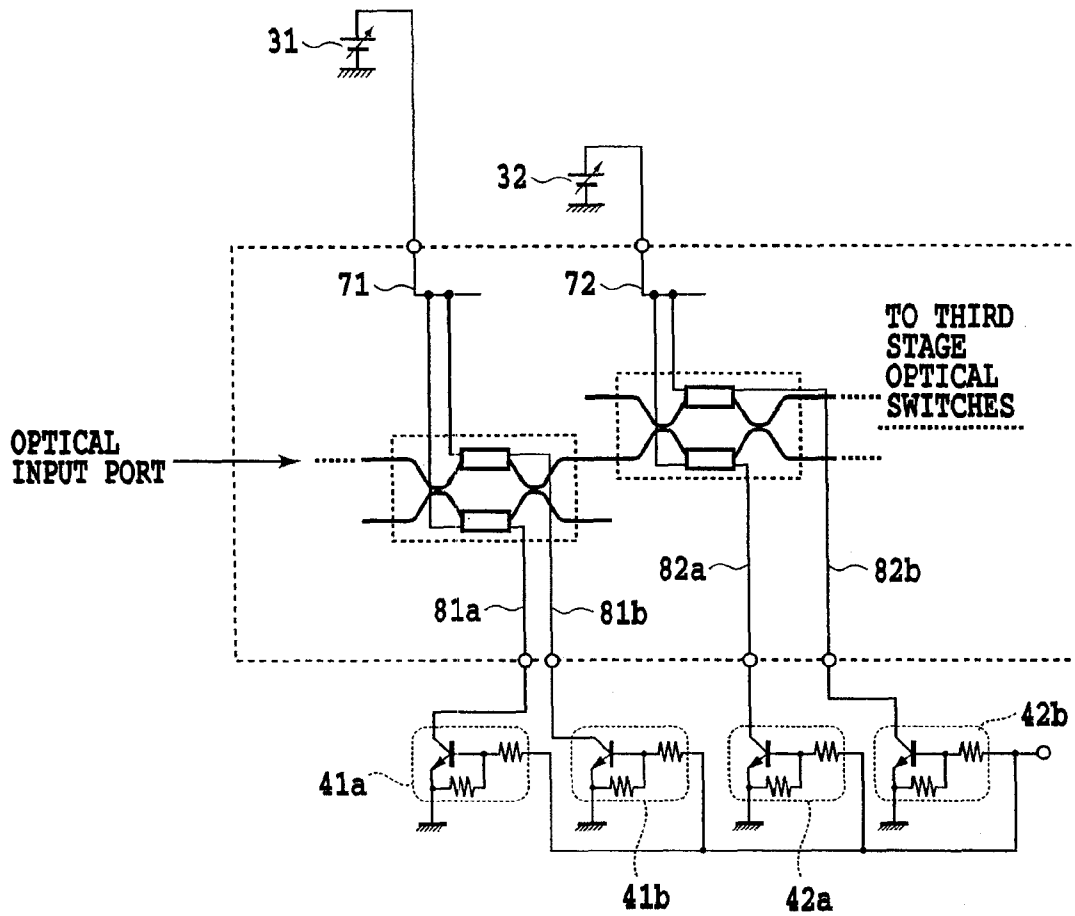 31
32
71
72
TO THIRD
STAGE
OPTICAL
SWITCHES
OPTICAL
INPUT PORT
81a
81b
82a
82b
42b
41a
41b
42a